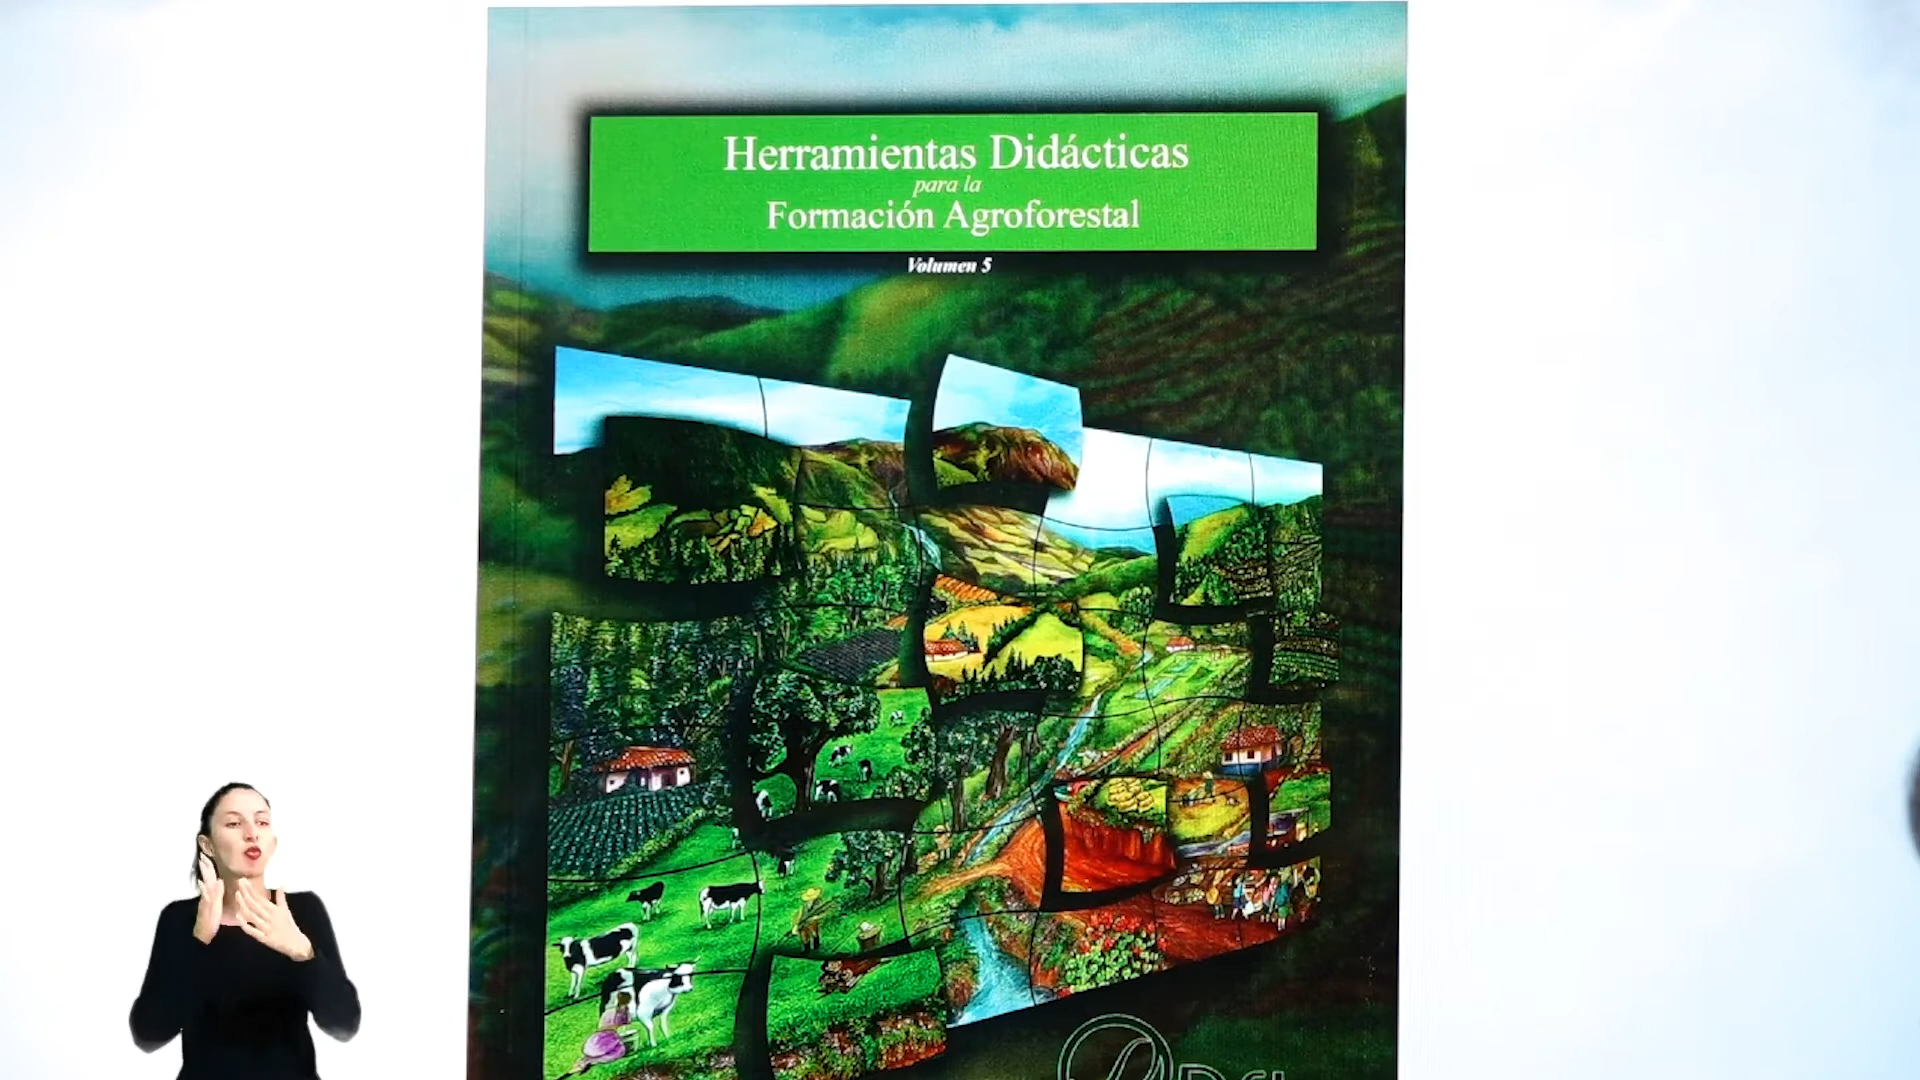 Herramientas Didácticas
para la
Formación Agroforestal
Volumen 5